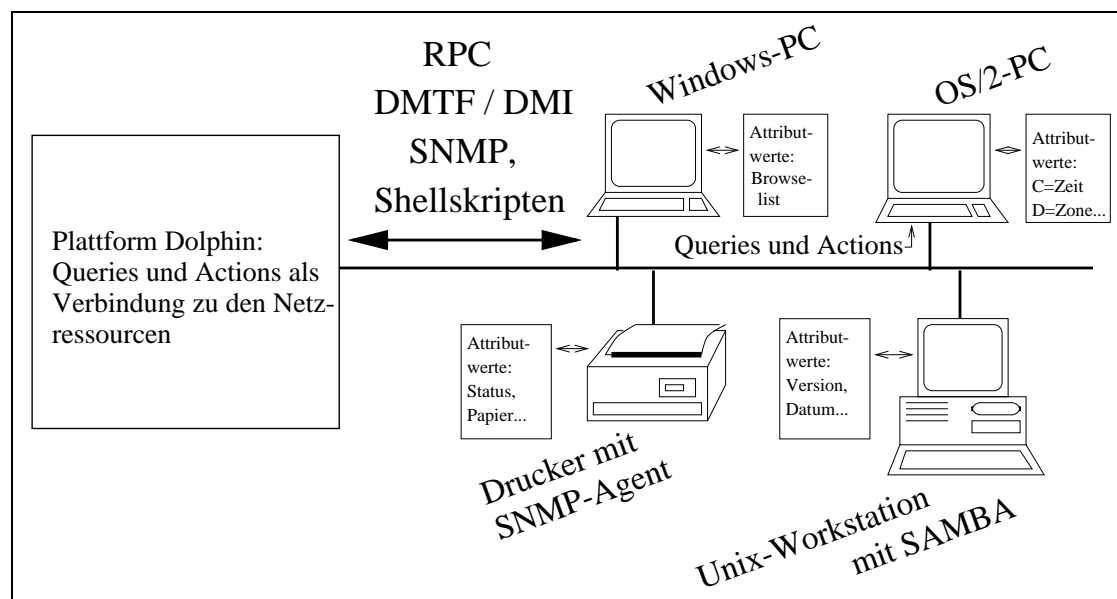 RPC
DMTF / DMI
SNMP,
Shellskripten
Plattform Dolphin:
Queries und Actions als
Verbindung zu den Netz-
ressourcen
Windows-PC
Attribut-
werte:
Browse-
list
OS/2-PC
Attribut-
werte:
C=Zeit
D=Zone...
Queries und Actions
Attribut-
werte:
Status,
Papier...
Drucker mit
SNMP-Agent
Attribut-
werte:
Version,
Datum...
Unix-Workstation
mit SAMBA